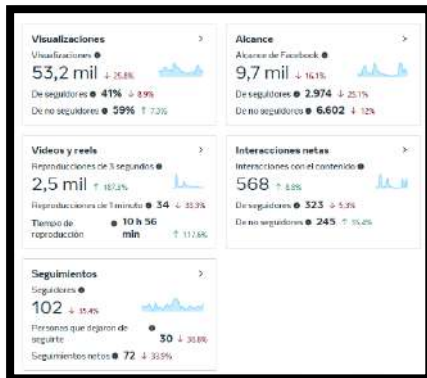 Visualizaciones
Visualizaciones
53,2 mil ↓ 25,8%
De seguidores 41% ↓ 8,9%
De no seguidores 59% ↑ 7,3%
Alcance
Alcance de Facebook
9,7 mil ↓ 16,1%
De seguidores 2.974 ↓ 25,1%
De no seguidores 6.602 ↓ 12%
Videos y reels
Reproducciones de 3 segundos
2,5 mil ↑ 187,5%
Reproducciones de 1 minuto 34 ↓ 33,3%
Tiempo de reproducción 10 h 56 min ↑ 117,6%
Interacciones netas
Interacciones con el contenido
568 ↑ 8,8%
De seguidores 323 ↓ 5,3%
De no seguidores 245 ↑
Seguimientos
Seguidores
102 ↓ 35,4%
Personas que dejaron de
seguirte 30 ↓
Seguimientos netos 72 ↓ 33,9%